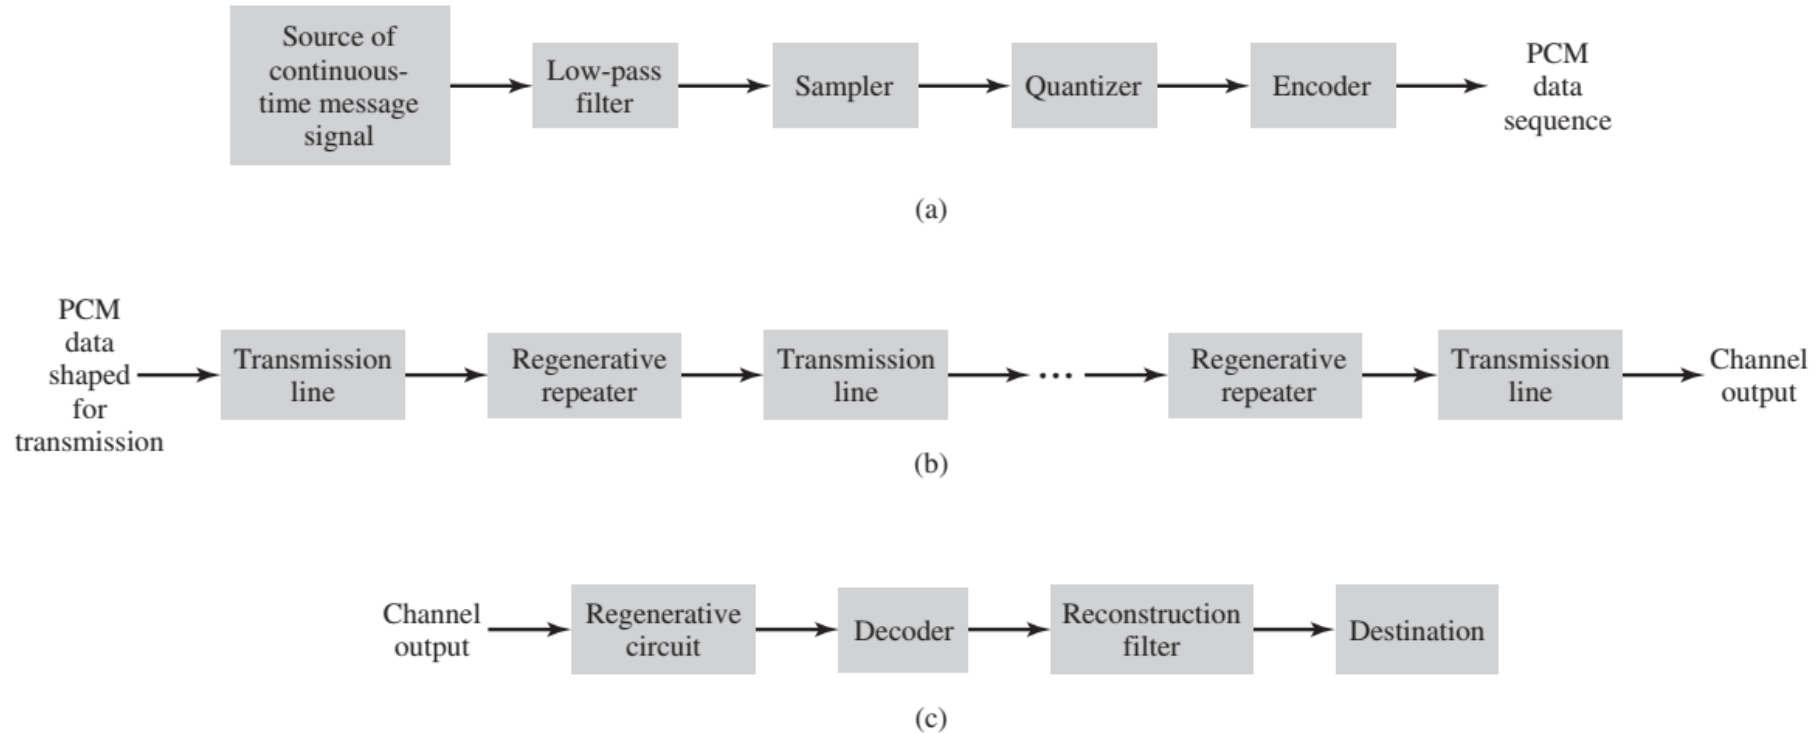 Source of
continuous-
time message
signal
Low-pass
filter
Sampler
Quantizer
Encoder
PCM
data
sequence
(a)
PCM
data
shaped
for
transmission
Transmission
line
Regenerative
repeater
Transmission
line
...
Regenerative
repeater
Transmission
line
Channel
output
(b)
Channel
output
Regenerative
circuit
Decoder
Reconstruction
filter
Destination
(c)